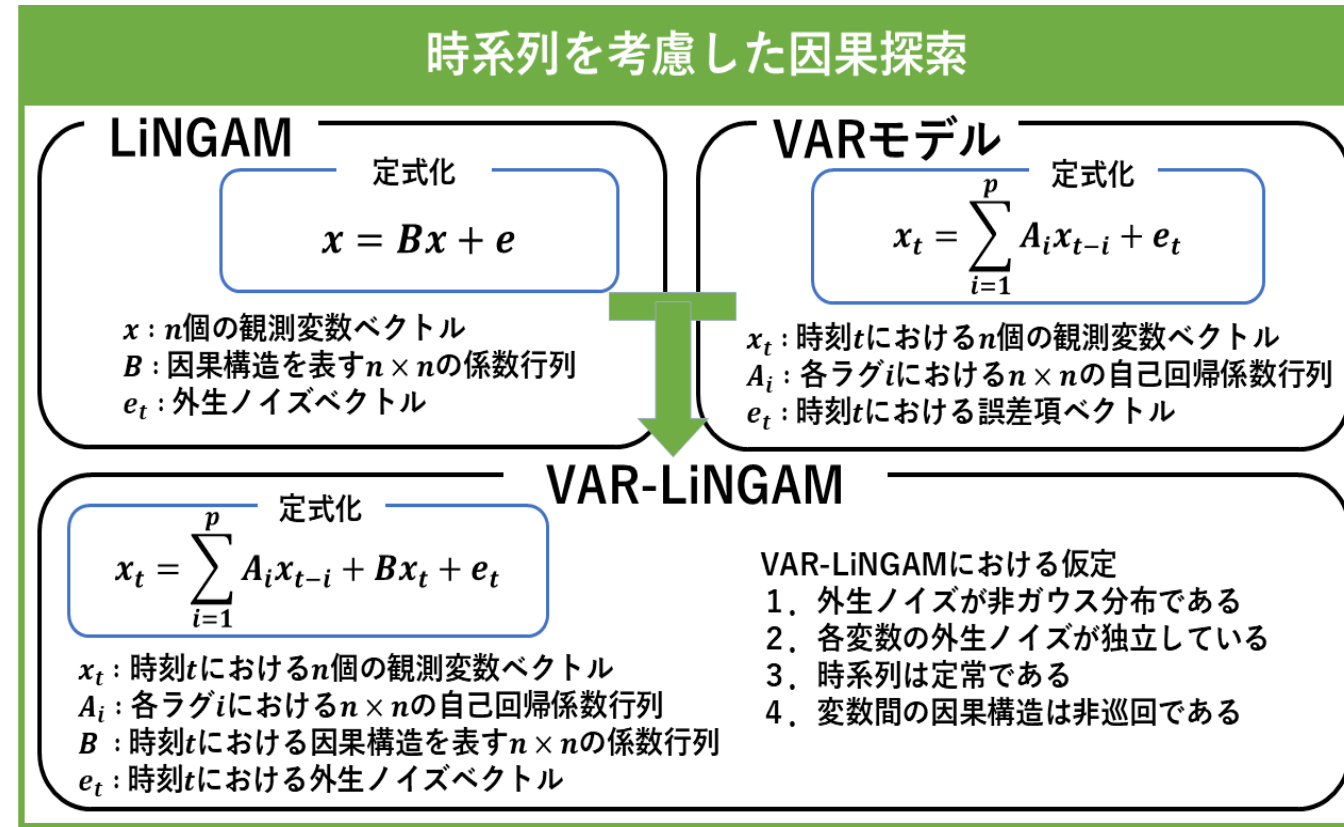 時系列を考慮した因果探索
LiNGAM
定式化
x = Bx + e
x : n個の観測変数ベクトル
B : 因果構造を表すn × nの係数行列
e_t : 外生ノイズベクトル
VARモデル
定式化
x_t = \sum_{i=1}^{p} A_i x_{t-i} + e_t
x_t : 時刻tにおけるn個の観測変数ベクトル
A_i : 各ラグiにおけるn × nの自己回帰係数行列
e_t : 時刻tにおける誤差項ベクトル
VAR-LiNGAM
定式化
x_t = \sum_{i=1}^{p} A_i x_{t-i} + Bx_t + e_t
x_t : 時刻tにおけるn個の観測変数ベクトル
A_i : 各ラグiにおけるn × nの自己回帰係数行列
B : 時刻tにおける因果構造を表すn × nの係数行列
e_t : 時刻tにおける外生ノイズベクトル
VAR-LiNGAMにおける仮定
１．外生ノイズが非ガウス分布である
２．各変数の外生ノイズが独立している
３．時系列は定常である
４．変数間の因果構造は非巡回である